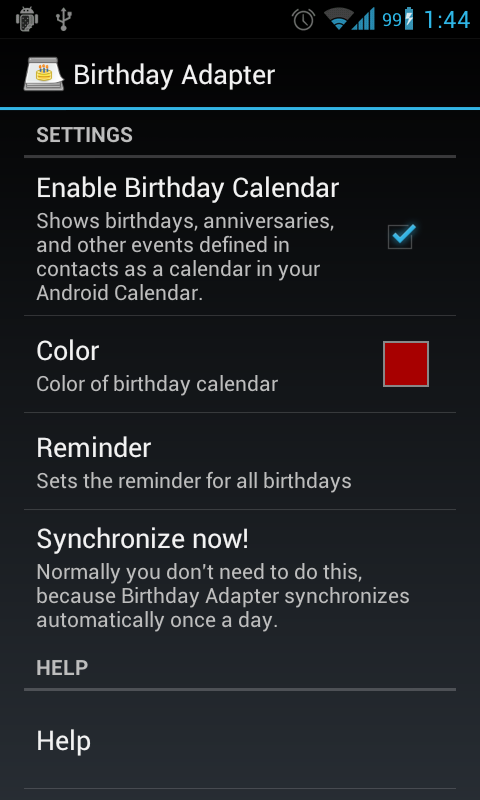 99 1:44
Birthday Adapter
SETTINGS
Enable Birthday Calendar
Shows birthdays, anniversaries,
and other events defined in
contacts as a calendar in your
Android Calendar.
Color
Color of birthday calendar
Reminder
Sets the reminder for all birthdays
Synchronize now!
Normally you don't need to do this,
because Birthday Adapter synchronizes
automatically once a day.
HELP
Help